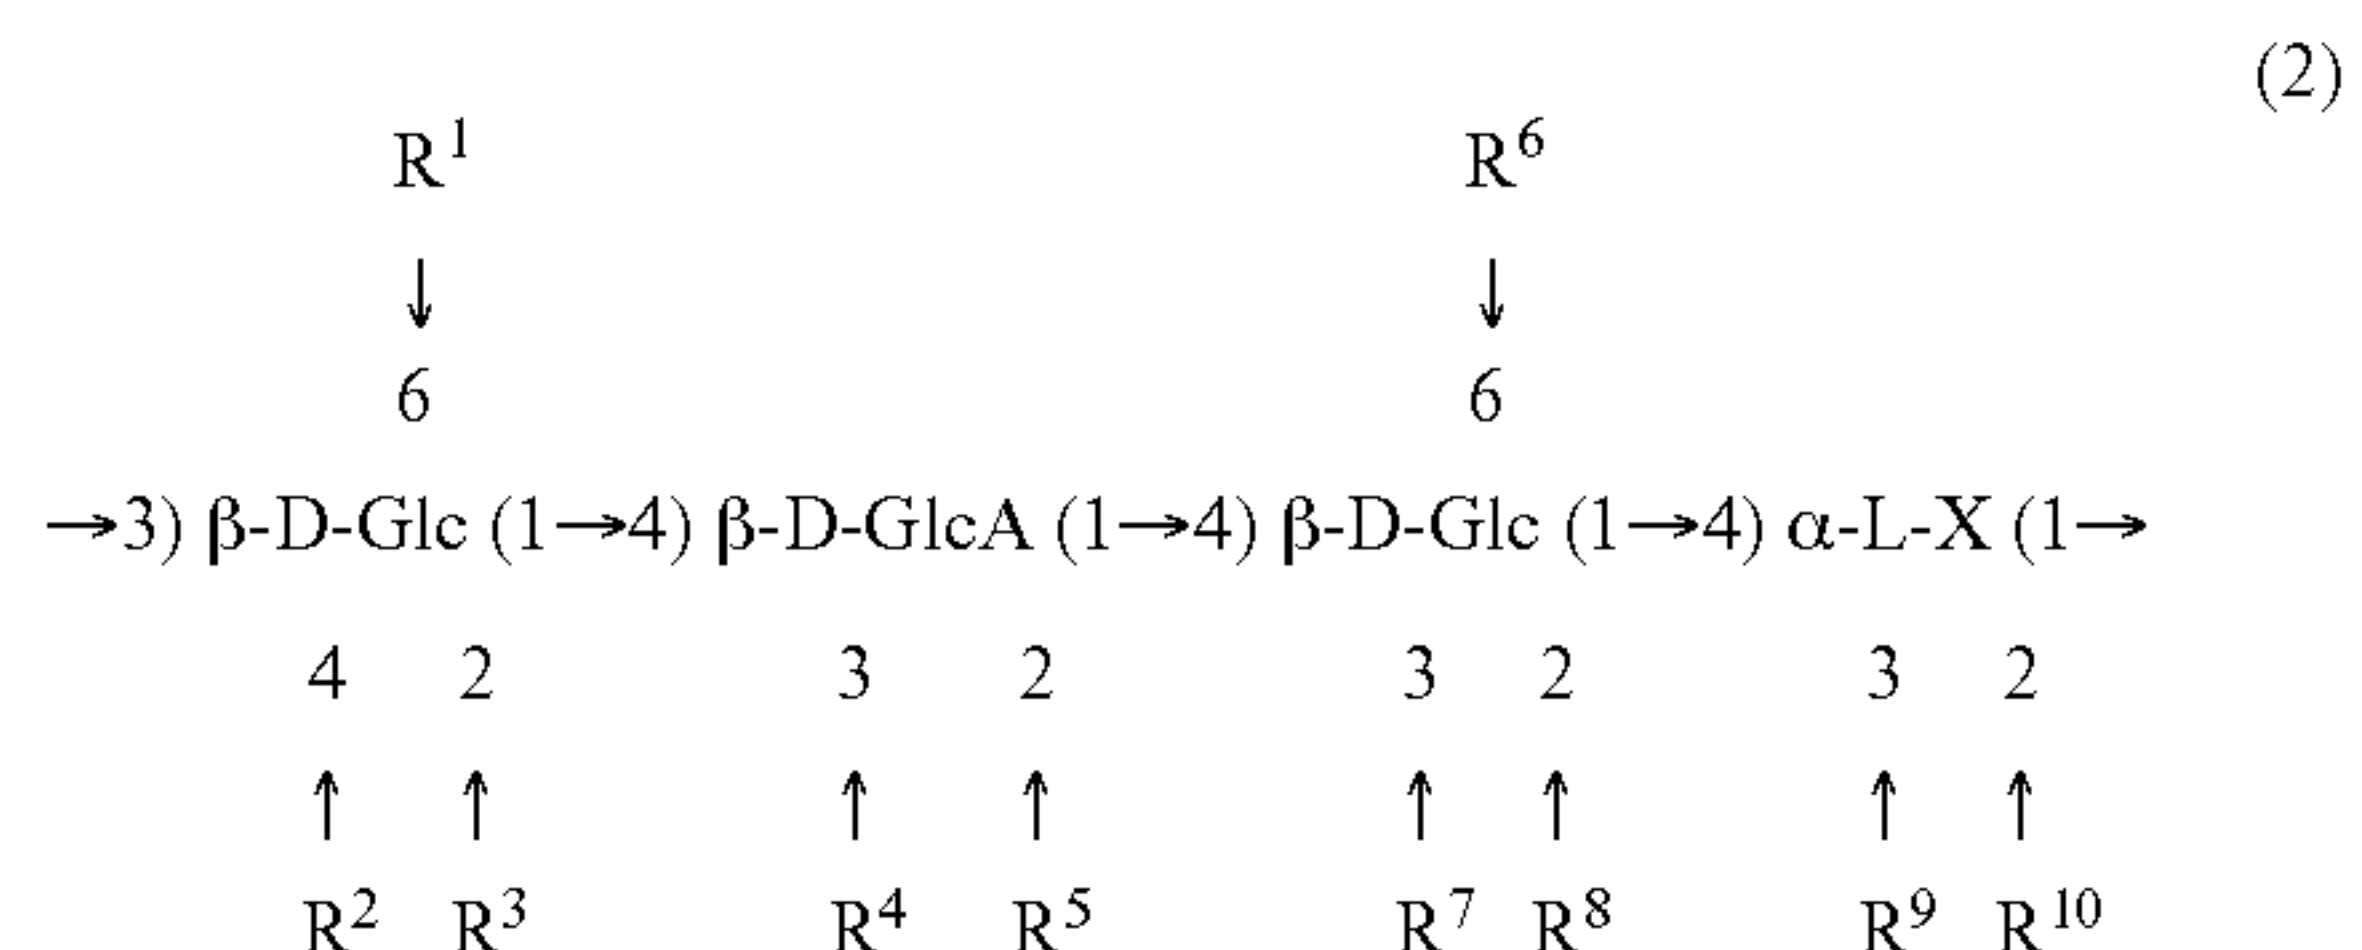 (2)
R¹ R⁶
↓ ↓
6 6
→3) β-D-Glc (1→4) β-D-GlcA (1→4) β-D-Glc (1→4) α-L-X (1→
4 2 3 2 3 2 3 2
↑ ↑ ↑ ↑ ↑ ↑ ↑ ↑
R² R³ R⁴ R⁵ R⁷ R⁸ R⁹ R¹⁰